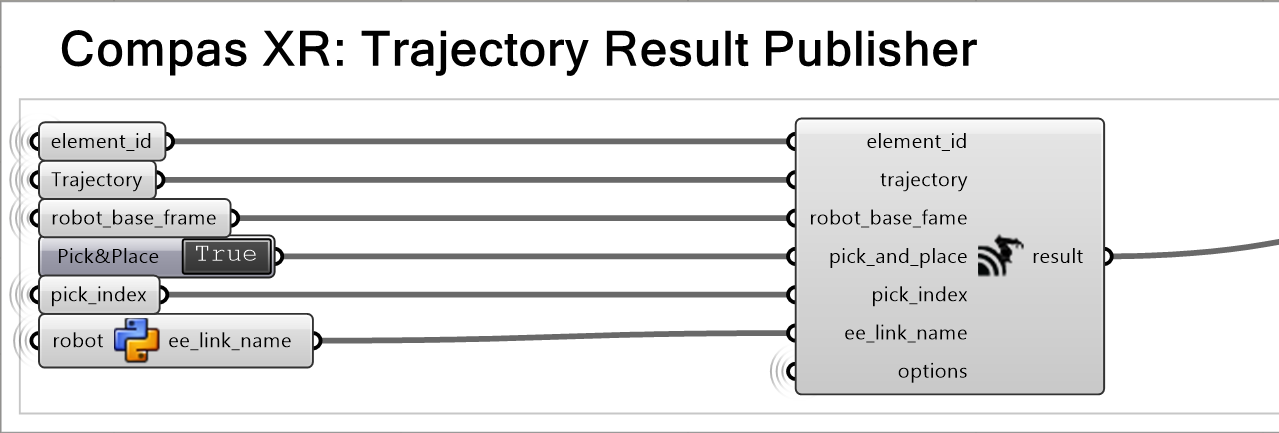 Compas XR: Trajectory Result Publisher
element_id
Trajectory
robot_base_frame
Pick&Place True
pick_index
robot ee_link_name
element_id
trajectory
robot_base_fame
pick_and_place
pick_index
ee_link_name
options
result